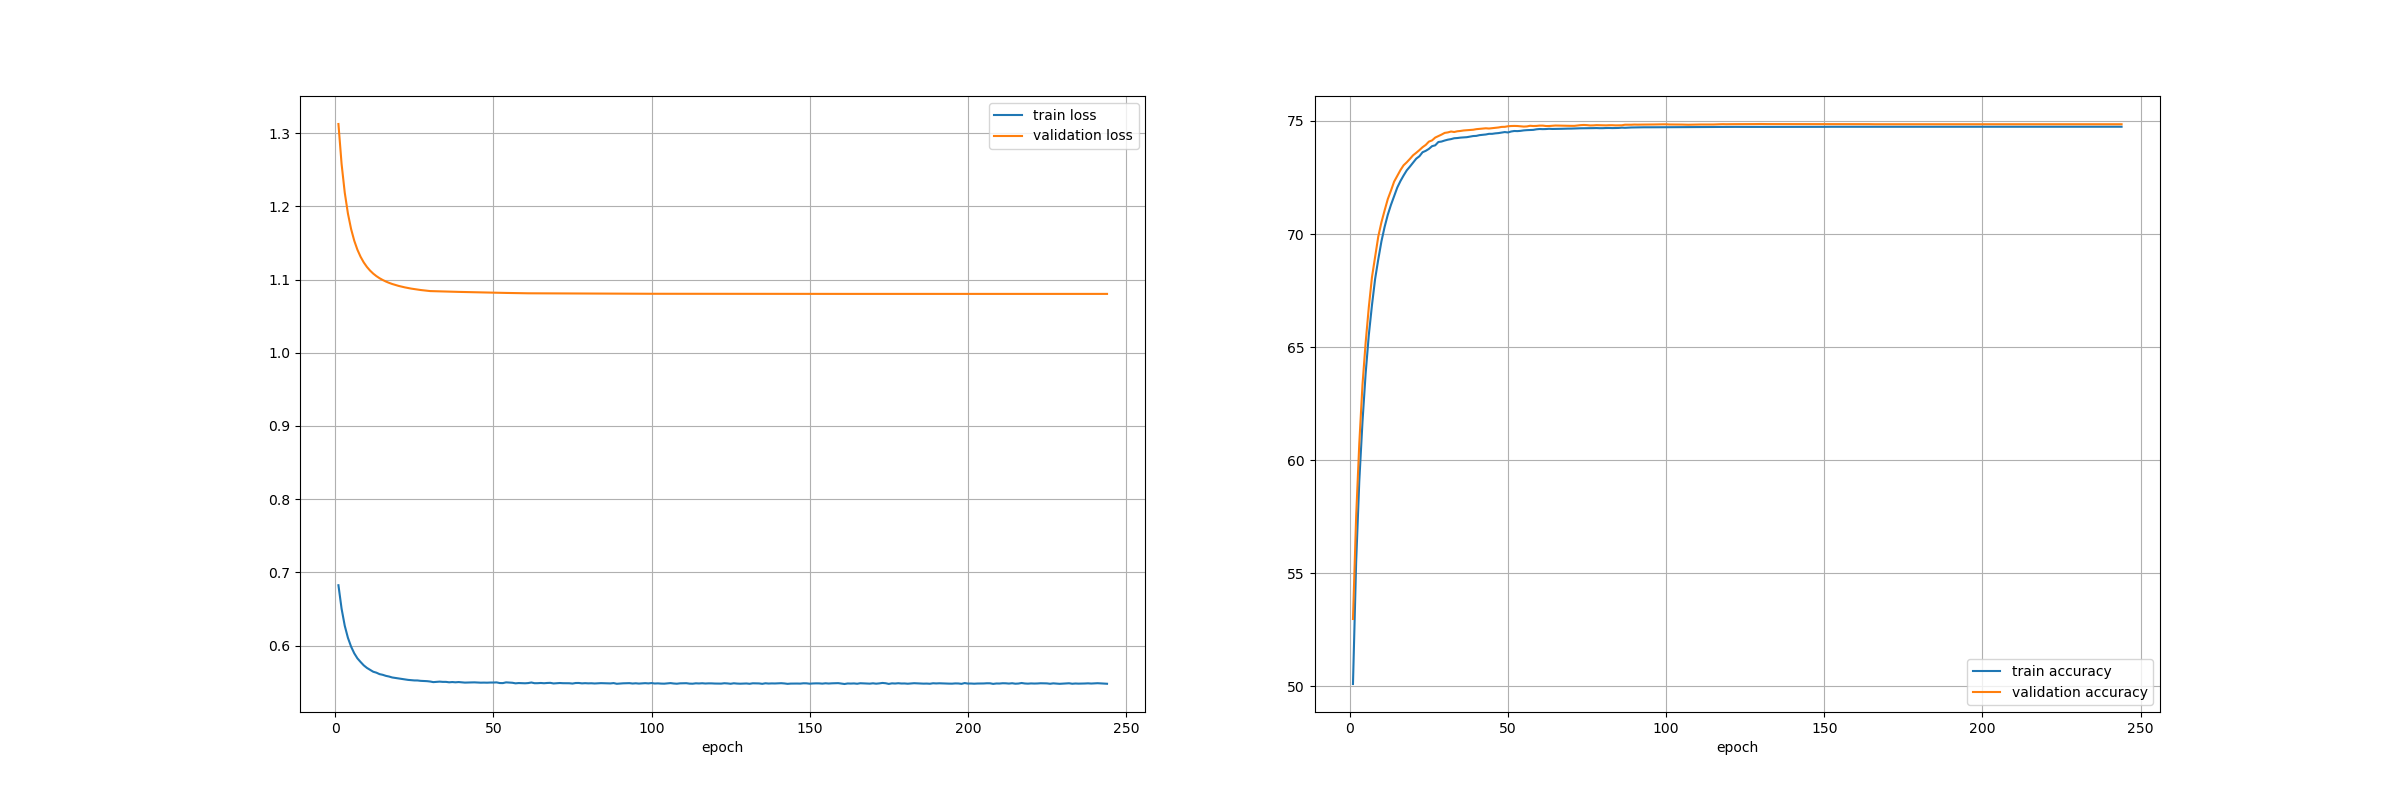 train loss
validation loss
1.3
1.2
1.1
1.0
0.9
0.8
0.7
0.6
0 50 100 150 200 250
epoch
75
70
65
60
55
50
train accuracy
validation accuracy
0 50 100 150 200 250
epoch